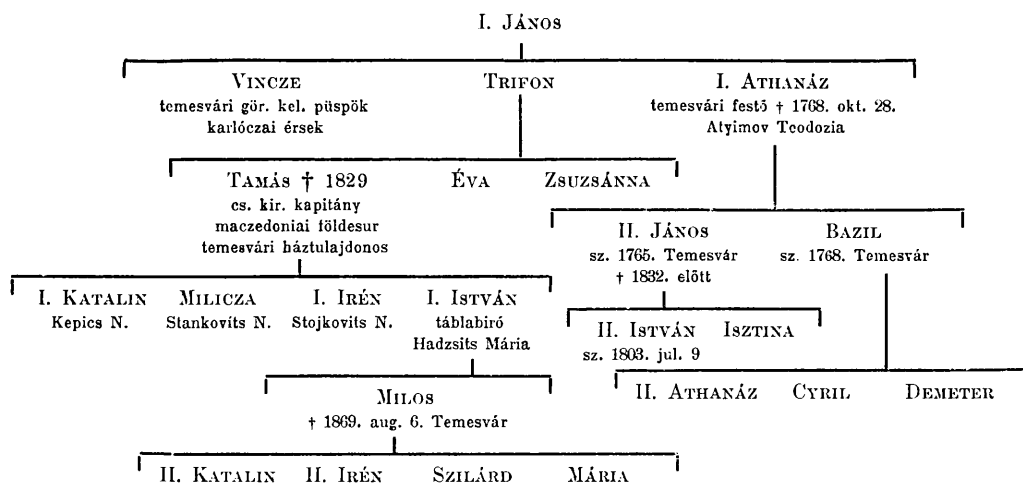 I. JÁNOS
VINCZE TRIFON I. ATHANÁZ
temesvári gör. kel. püspök temesvári festő † 1768. okt. 28.
karlóczai érsek Atyimov Teodozia
TAMÁS † 1829 ÉVA ZSUZSÁNNA
cs. kir. kapitány
maczedoniai földesur II. JÁNOS BAZIL
temesvári háztulajdonos sz. 1765. Temesvár sz. 1768. Temesvár
† 1832. előtt
I. KATALIN MILICZA I. IRÉN I. ISTVÁN
Kepics N. Stankovits N. Stojkovits N. táblabiró
Hadzsits Mária II. ISTVÁN ISZTINA
sz. 1803. jul. 9
MILOS II. ATHANÁZ CYRIL DEMETER
† 1869. aug. 6. Temesvár
II. KATALIN II. IRÉN SZILÁRD MÁRIA